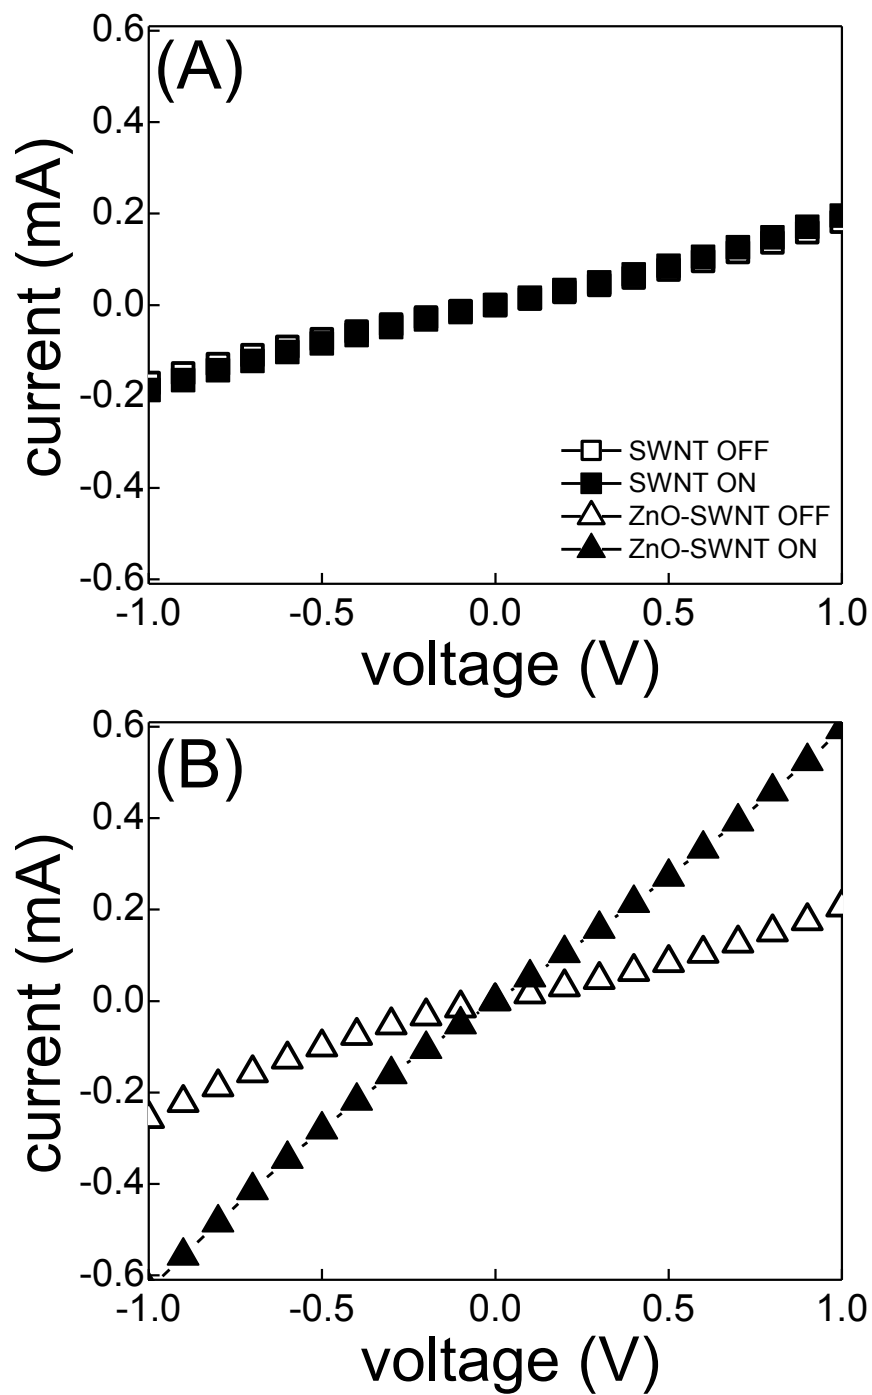 (A)
0.6
0.4
0.2
0.0
-0.2
-0.4
-0.6
current (mA)
SWNT OFF
SWNT ON
ZnO-SWNT OFF
ZnO-SWNT ON
-1.0 -0.5 0.0 0.5 1.0
voltage (V)
(B)
0.6
0.4
0.2
0.0
-0.2
-0.4
-0.6
current (mA)
-1.0 -0.5 0.0 0.5 1.0
voltage (V)